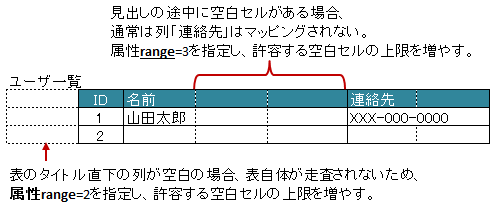 見出しの途中に空白セルがある場合、
通常は列「連絡先」はマッピングされない。
属性range=3を指定し、許容する空白セルの上限を増やす。
ユーザ一覧
ID 名前 連絡先
1 山田太郎 XXX-000-0000
2
表のタイトル直下の列が空白の場合、表自体が走査されないため、
属性range=2を指定し、許容する空白セルの上限を増やす。